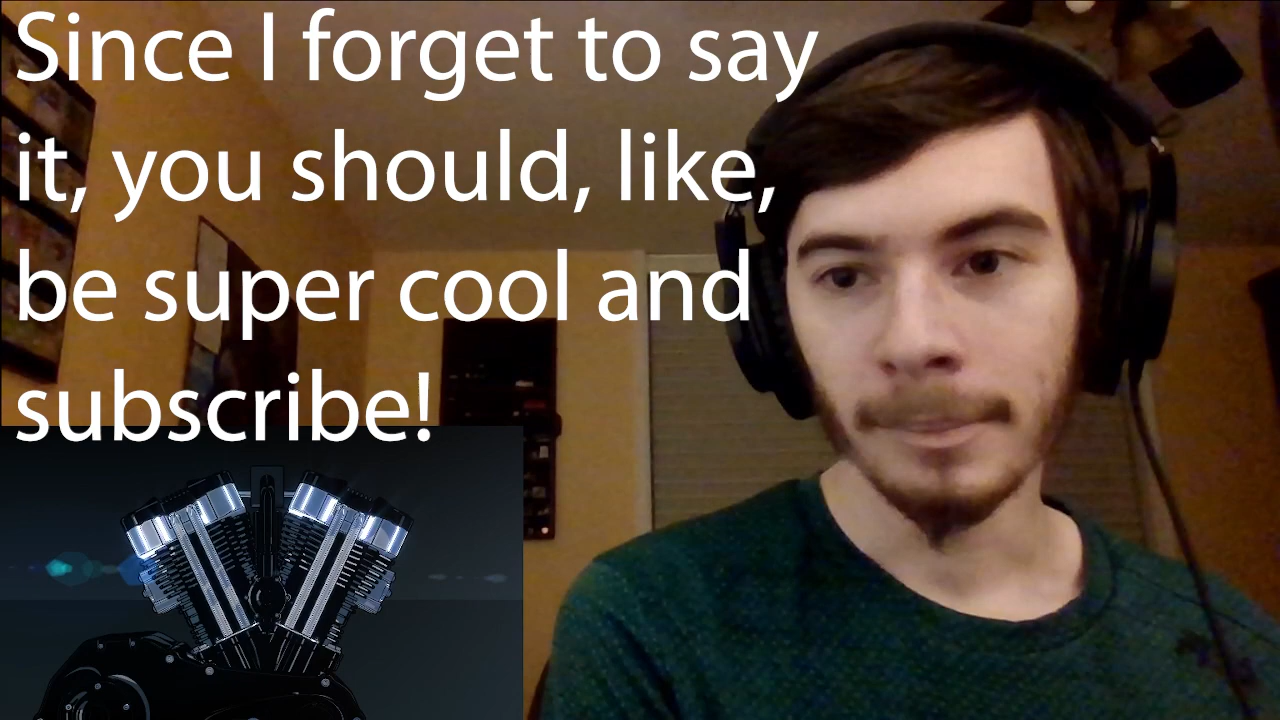 Since I forget to say
it, you should, like,
be super cool and
subscribe!